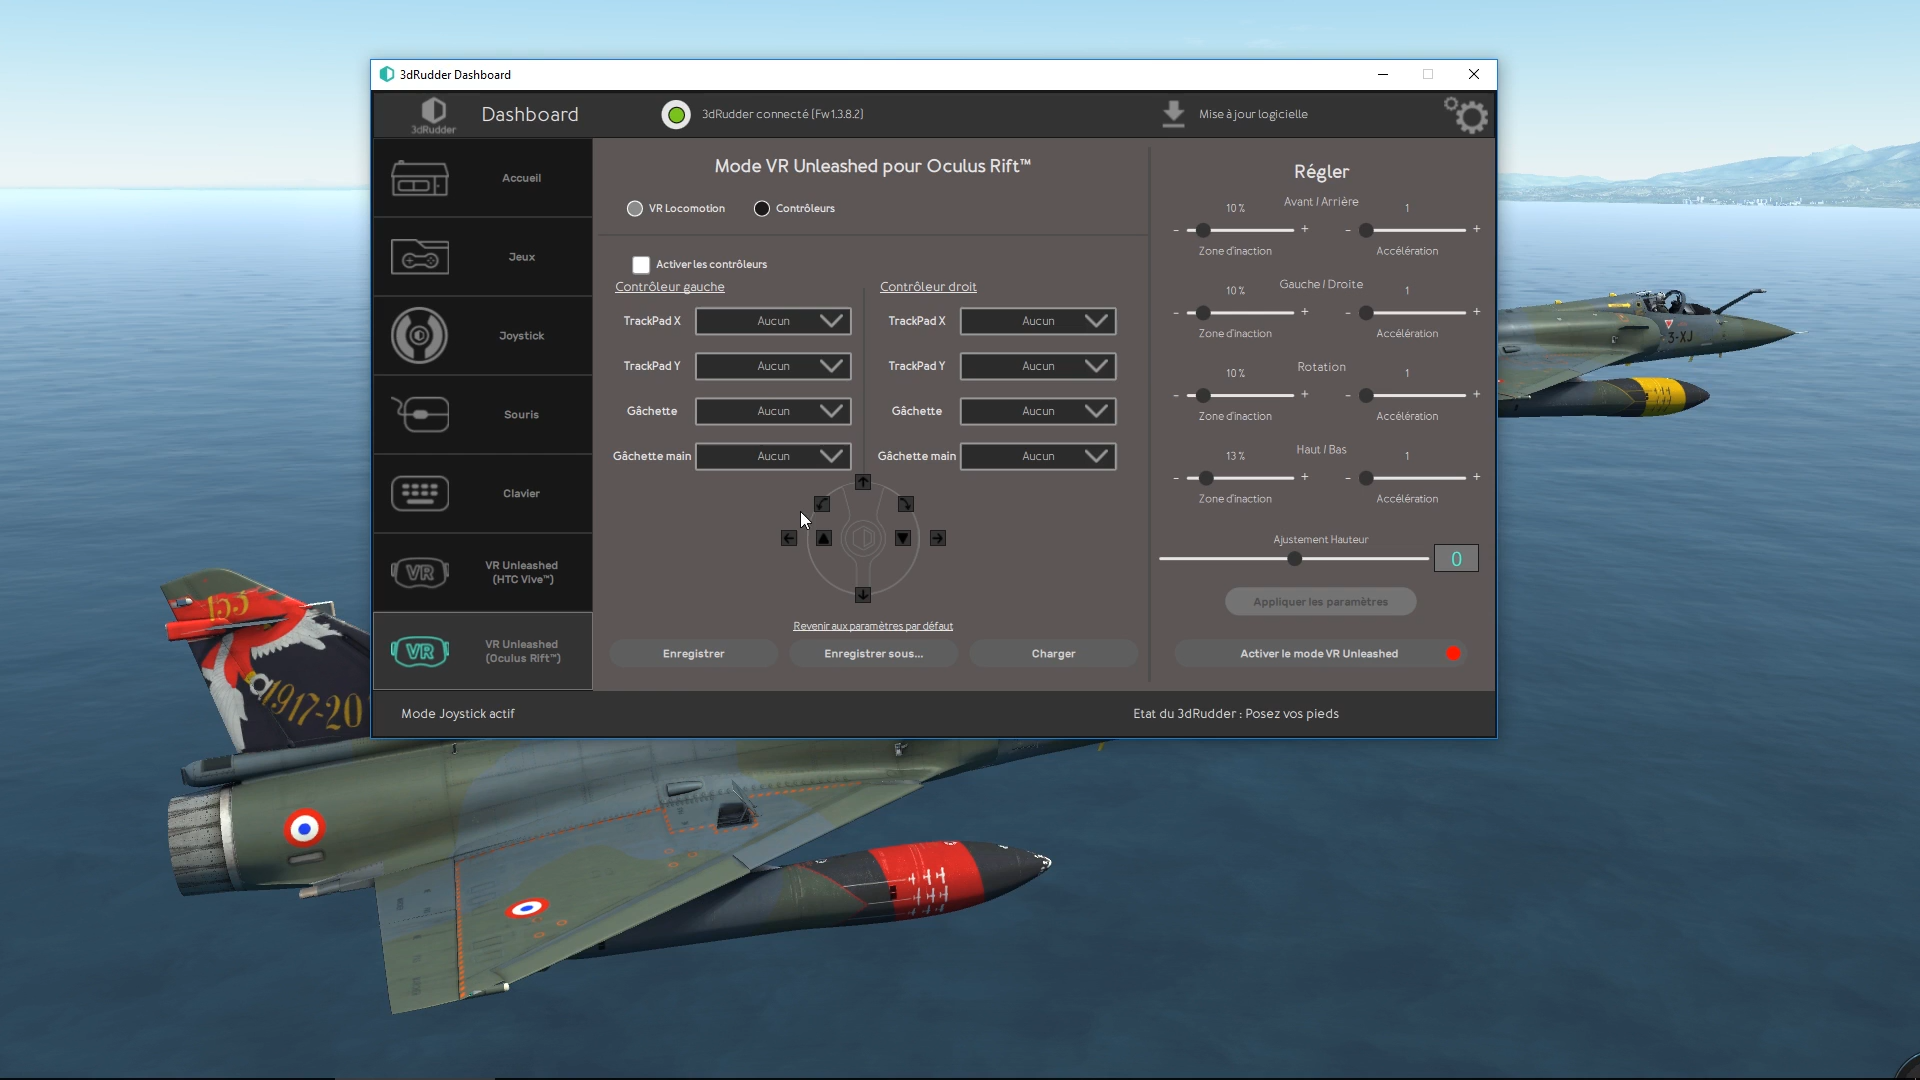 3dRudder Dashboard
3dRudder
Dashboard
3dRudder connecté (Fw 1.3.8.2)
Mise à jour logicielle
Accueil
Jeux
Joystick
Souris
Clavier
VR
VR Unleashed
(HTC Vive™)
VR
VR Unleashed
(Oculus Rift™)
Mode VR Unleashed pour Oculus Rift™
VR Locomotion
Contrôleurs
Activer les contrôleurs
Contrôleur gauche
TrackPad X
Aucun
TrackPad Y
Aucun
Gâchette
Aucun
Gâchette main
Aucun
Contrôleur droit
TrackPad X
Aucun
TrackPad Y
Aucun
Gâchette
Aucun
Gâchette main
Aucun
Revenir aux paramètres par défaut
Enregistrer
Enregistrer sous...
Charger
Régler
Avant / Arrière
10 %
1
- +
- +
Zone d'inaction
Accélération
Gauche / Droite
10 %
1
- +
- +
Zone d'inaction
Accélération
Rotation
10 %
1
- +
- +
Zone d'inaction
Accélération
Haut / Bas
13 %
1
- +
- +
Zone d'inaction
Accélération
Ajustement Hauteur
0
Appliquer les paramètres
Activer le mode VR Unleashed
Mode Joystick actif
Etat du 3dRudder : Posez vos pieds
3-XJ
153
1917-20